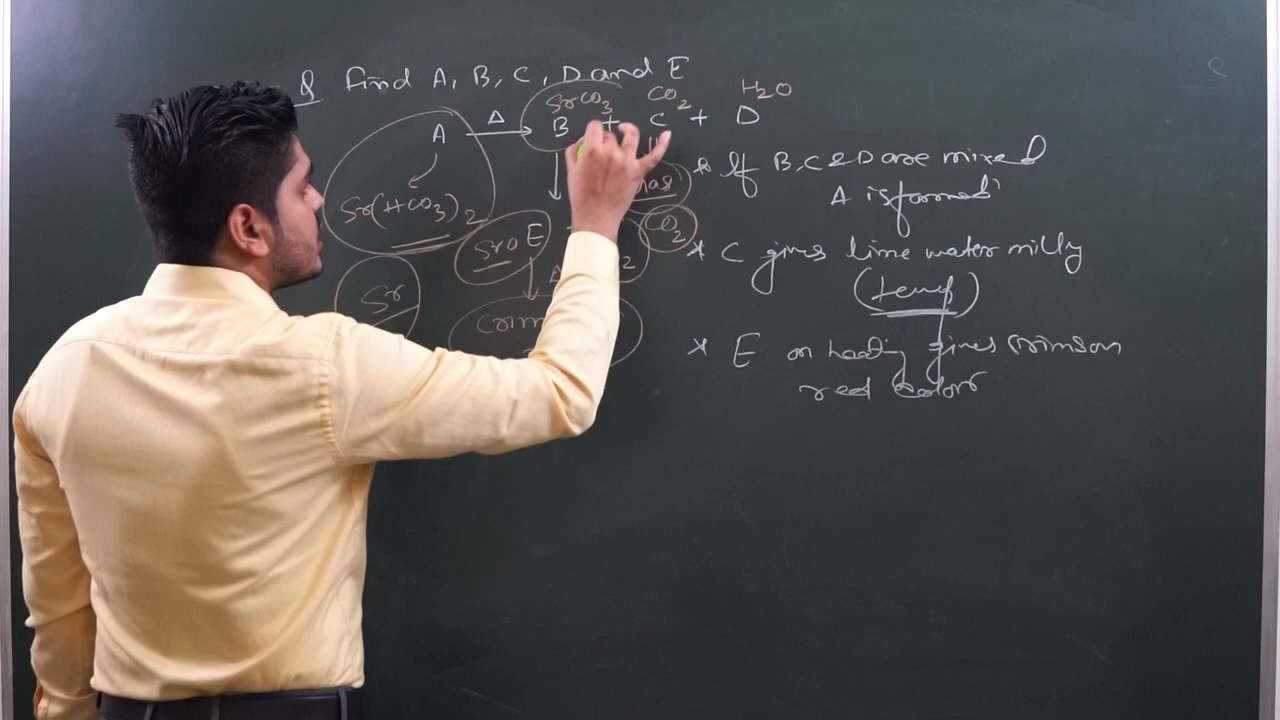 Q Find A, B, C, D and E
SrCO3 CO2 H2O
A Δ→ B + C + D
Sr(HCO3)2
* If B, C & D are mixed
A is formed
SrO E
CO2
* C gives lime water milky
(temp)
Sr
* E on heating gives crimson
red color